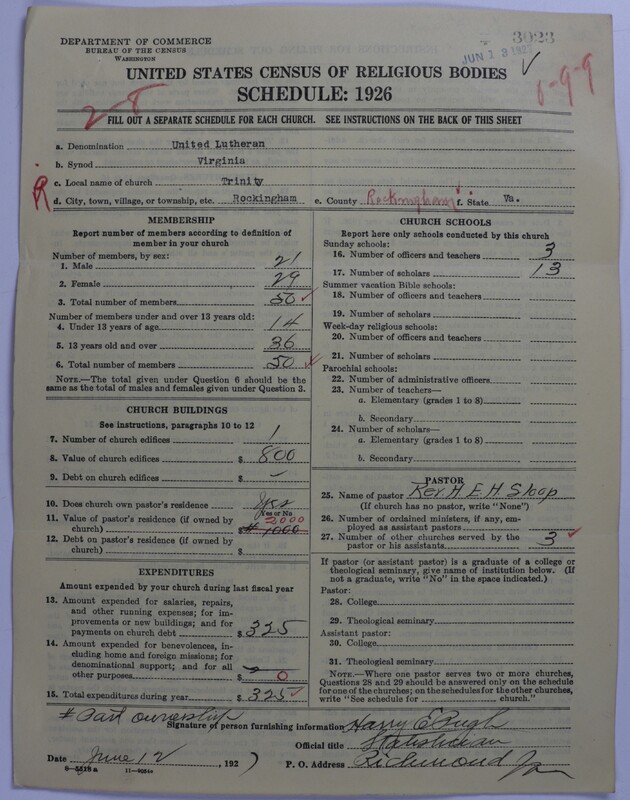 DEPARTMENT OF COMMERCE
BUREAU OF THE CENSUS
WASHINGTON
3023
JUN 13 1927
UNITED STATES CENSUS OF RELIGIOUS BODIES
SCHEDULE: 1926
2-8
6-9-9
FILL OUT A SEPARATE SCHEDULE FOR EACH CHURCH. SEE INSTRUCTIONS ON THE BACK OF THIS SHEET
a. Denomination United Lutheran
b. Synod Virginia
c. Local name of church Trinity
R
d. City, town, village, or township, etc. Rockingham e. County Rockingham f. State Va.
MEMBERSHIP
Report number of members according to definition of
member in your church
Number of members, by sex:
1. Male 21
2. Female 29
3. Total number of members 50
Number of members under and over 13 years old:
4. Under 13 years of age 14
5. 13 years old and over 36
6. Total number of members 50
NOTE.—The total given under Question 6 should be the
same as the total of males and females given under Question 3.
CHURCH BUILDINGS
See instructions, paragraphs 10 to 12
7. Number of church edifices 1
8. Value of church edifices $ 800
9. Debt on church edifices $ –
10. Does church own pastor's residence Yes
Yes or No
11. Value of pastor's residence (if owned by
church) 2000
# 1000
12. Debt on pastor's residence (if owned by
church) $
EXPENDITURES
Amount expended by your church during last fiscal year
13. Amount expended for salaries, repairs,
and other running expenses; for im-
provements or new buildings; and for
payments on church debt $ 325
14. Amount expended for benevolences, in-
cluding home and foreign missions; for
denominational support; and for all
other purposes $ 0
15. Total expenditures during year $ 325
CHURCH SCHOOLS
Report here only schools conducted by this church
Sunday schools:
16. Number of officers and teachers 3
17. Number of scholars 13
Summer vacation Bible schools:
18. Number of officers and teachers
19. Number of scholars
Week-day religious schools:
20. Number of officers and teachers
21. Number of scholars
Parochial schools:
22. Number of administrative officers
23. Number of teachers—
a. Elementary (grades 1 to 8)
b. Secondary
24. Number of scholars—
a. Elementary (grades 1 to 8)
b. Secondary
PASTOR
25. Name of pastor Rev. H. E. H. Sloop
(If church has no pastor, write "None")
26. Number of ordained ministers, if any, em-
ployed as assistant pastors
27. Number of other churches served by the
pastor or his assistants 3
If pastor (or assistant pastor) is a graduate of a college or
theological seminary, give name of institution below. (If
not a graduate, write "No" in the space indicated.)
Pastor:
28. College
29. Theological seminary
Assistant pastor:
30. College
31. Theological seminary
NOTE.—Where one pastor serves two or more churches,
Questions 28 and 29 should be answered only on the schedule
for one of the churches; on the schedules for the other churches,
write "See schedule for church."
# Part ownership
Signature of person furnishing information Harry E Pugh
Official title Statistician
Date June 12, 1927 P. O. Address Richmond Va
8—5518a